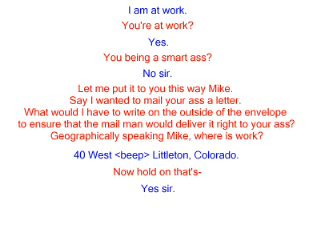 I am at work.
You're at work?
Yes.
You being a smart ass?
No sir.
Let me put it to you this way Mike.
Say I wanted to mail your ass a letter.
What would I have to write on the outside of the envelope
to ensure that the mail man would deliver it right to your ass?
Geographically speaking Mike, where is work?
40 West <beep> Littleton, Colorado.
Now hold on that's-
Yes sir.